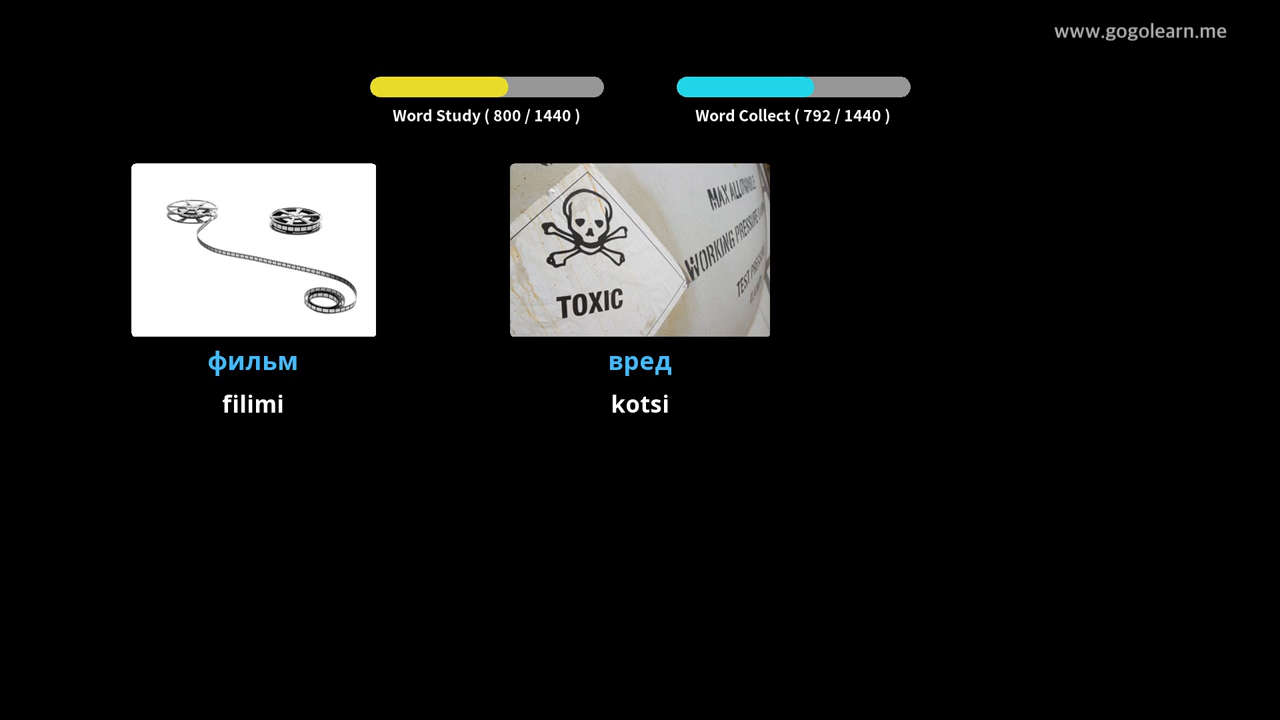 www.gogolearn.me
Word Study ( 800 / 1440 )
Word Collect ( 792 / 1440 )
TOXIC
MAX ALLOWABLE
WORKING PRESSURE
TEST PRESSURE
фильм
вред
filimi
kotsi